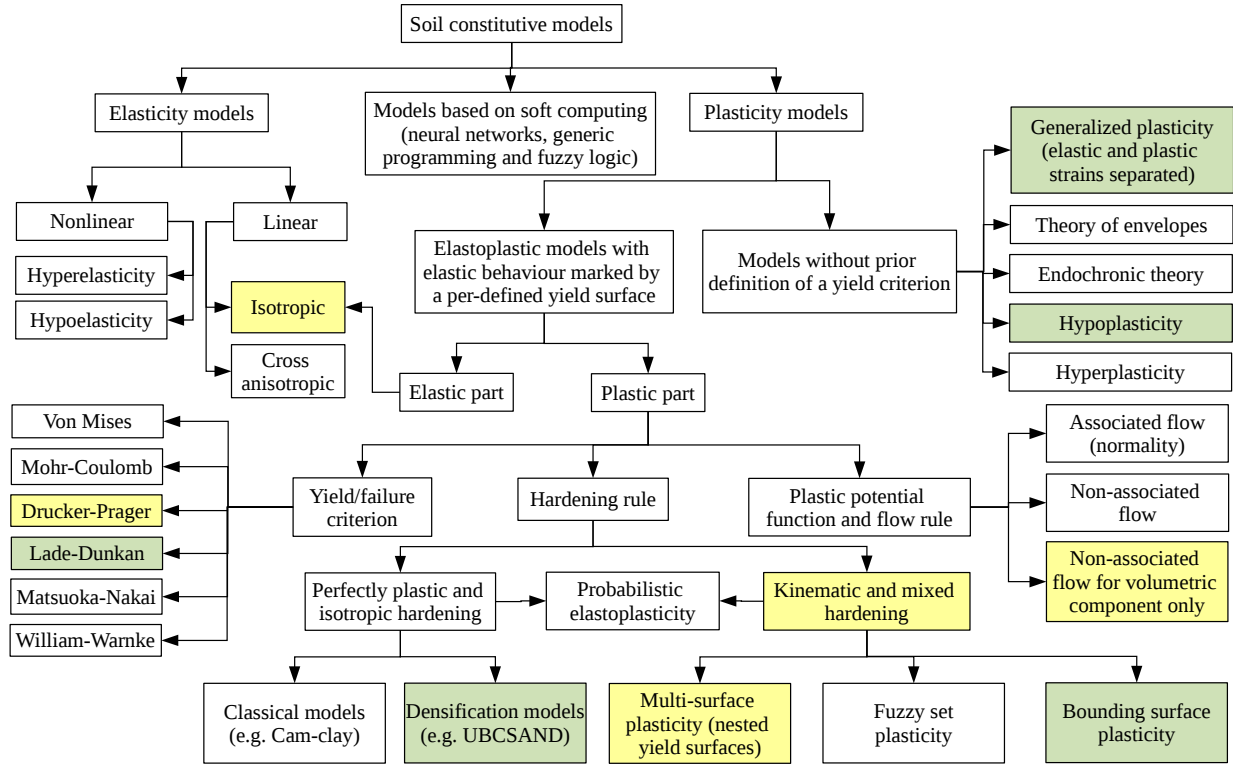 Soil constitutive models
Elasticity models
Models based on soft computing
(neural networks, generic
programming and fuzzy logic)
Plasticity models
Generalized plasticity
(elastic and plastic
strains separated)
Nonlinear
Linear
Theory of envelopes
Elastoplastic models with
elastic behaviour marked by
a per-defined yield surface
Models without prior
definition of a yield criterion
Hyperelasticity
Endochronic theory
Isotropic
Hypoelasticity
Hypoplasticity
Cross
anisotropic
Elastic part
Plastic part
Hyperplasticity
Von Mises
Mohr-Coulomb
Drucker-Prager
Lade-Dunkan
Matsuoka-Nakai
William-Warnke
Yield/failure
criterion
Hardening rule
Plastic potential
function and flow rule
Associated flow
(normality)
Non-associated
flow
Non-associated
flow for volumetric
component only
Perfectly plastic and
isotropic hardening
Probabilistic
elastoplasticity
Kinematic and mixed
hardening
Classical models
(e.g. Cam-clay)
Densification models
(e.g. UBCSAND)
Multi-surface
plasticity (nested
yield surfaces)
Fuzzy set
plasticity
Bounding surface
plasticity